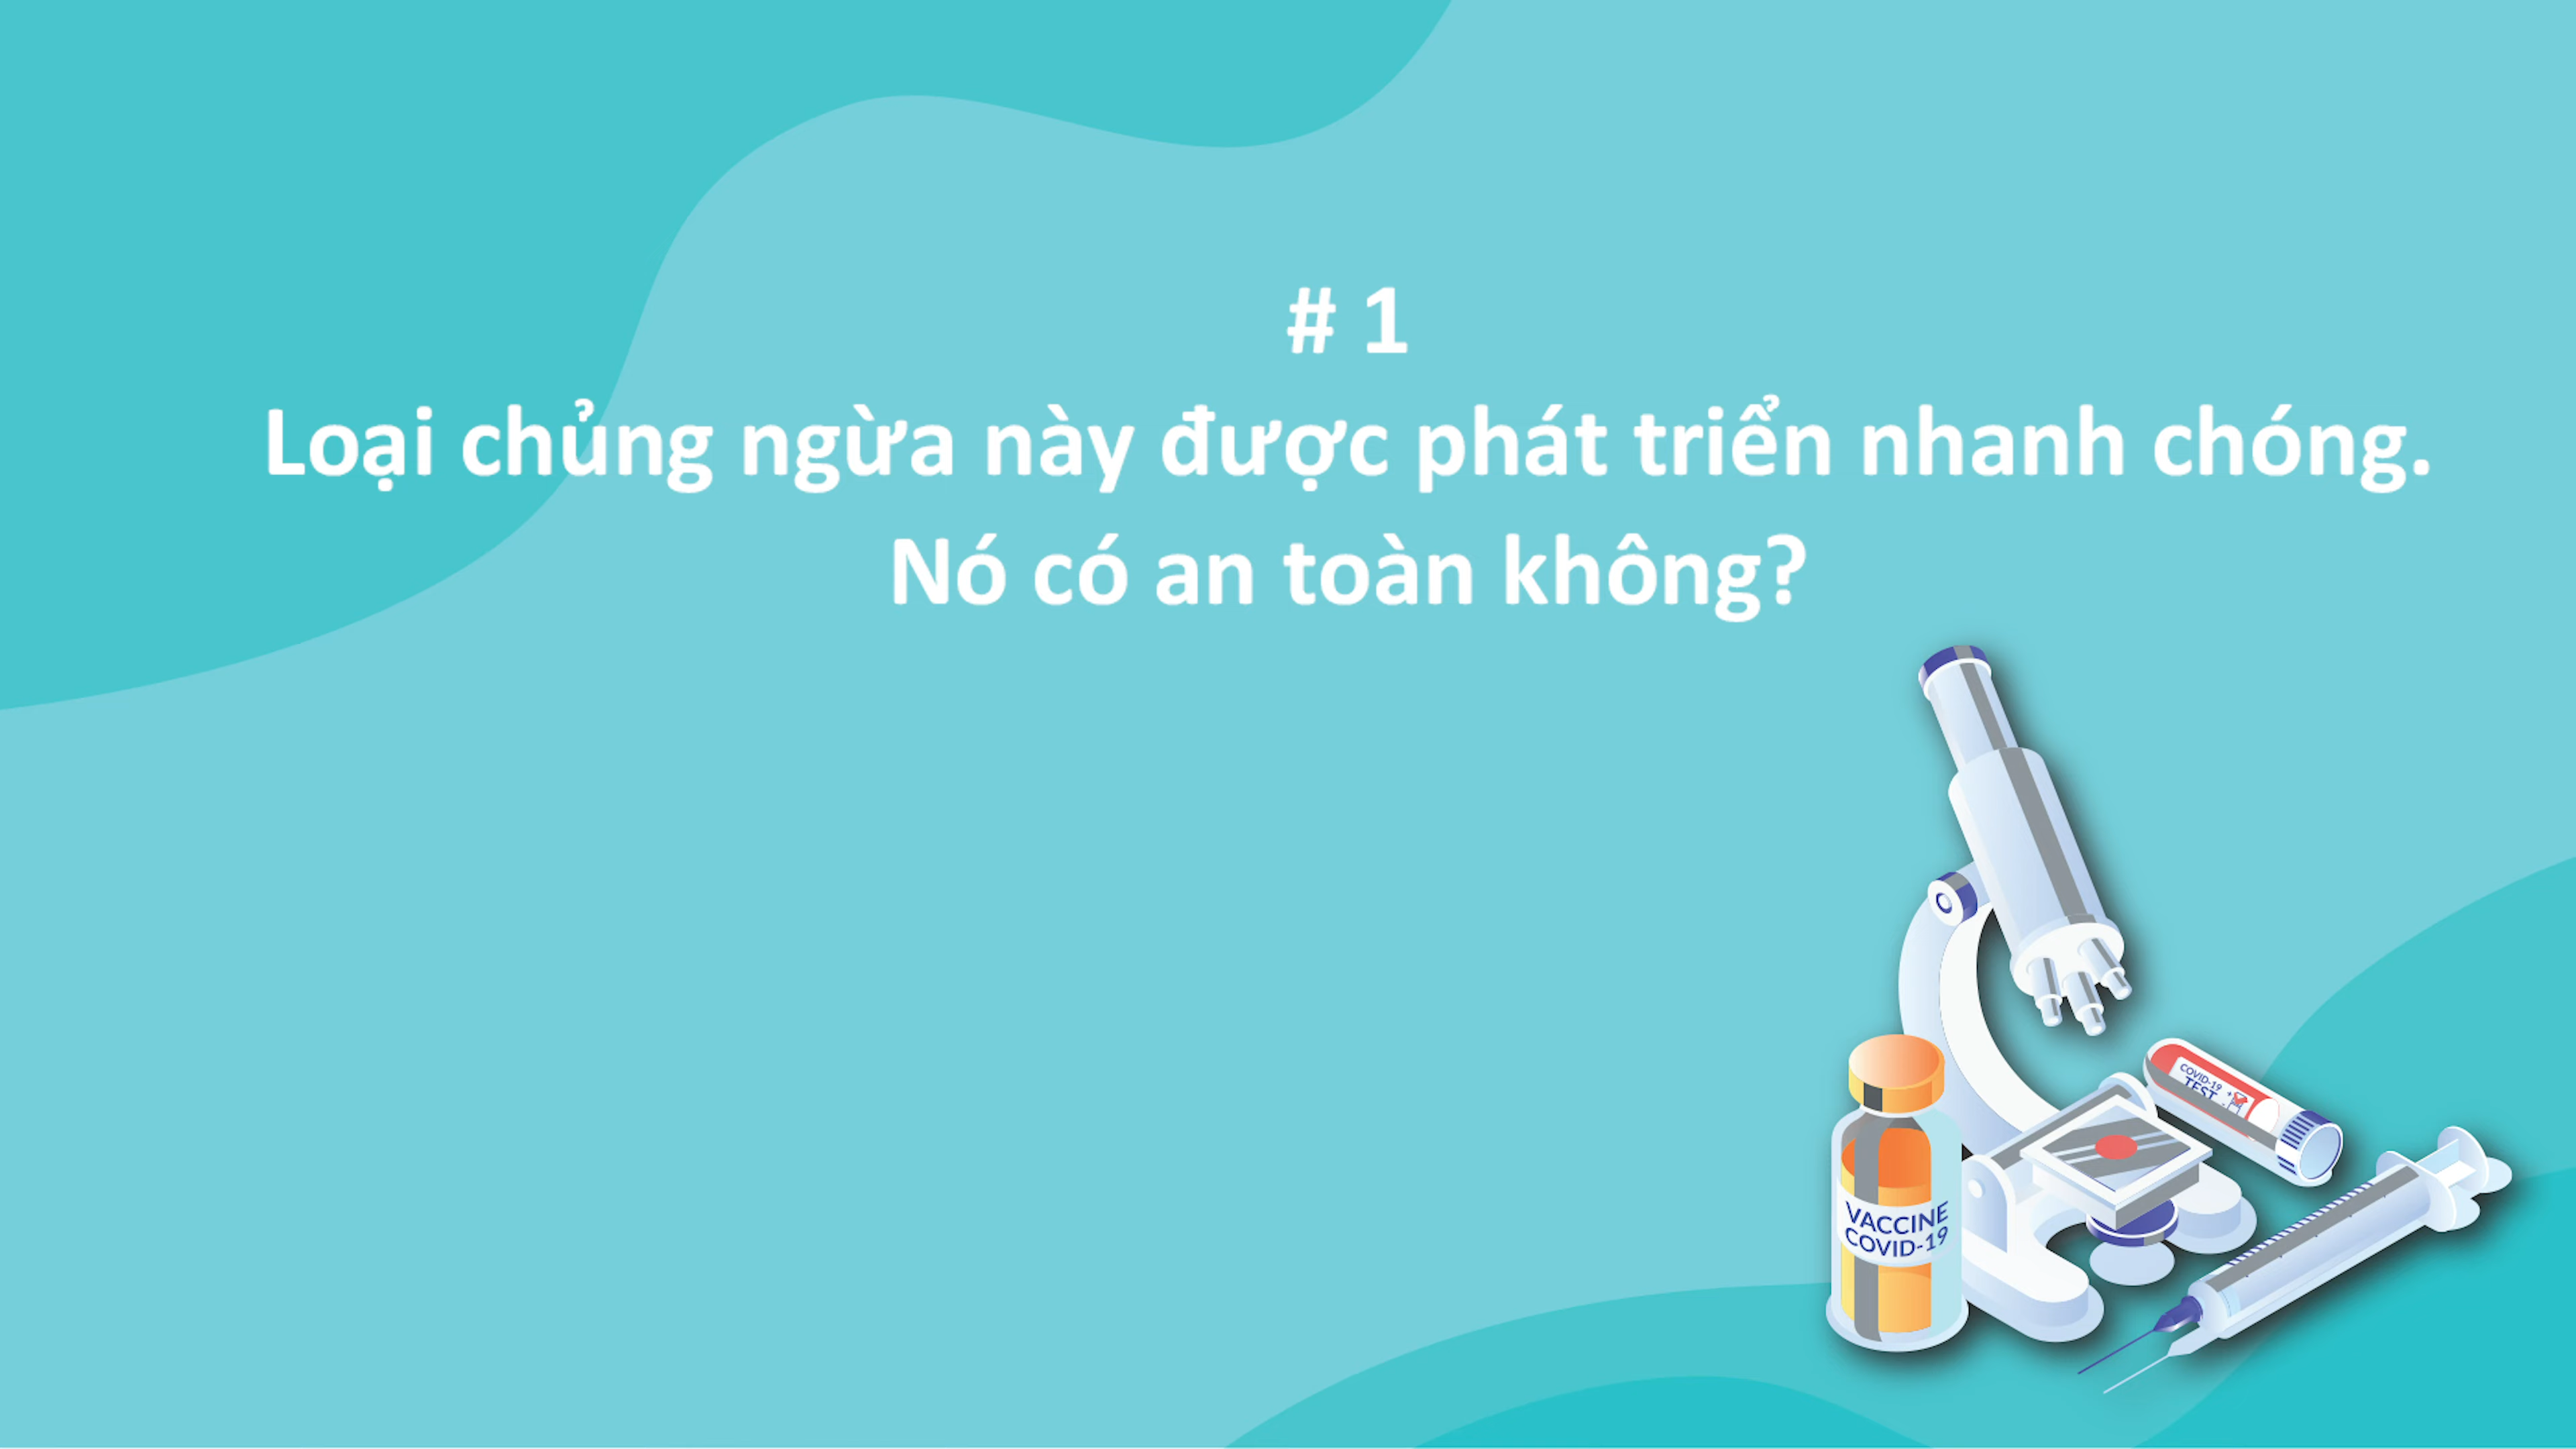 # 1
Loại chủng ngừa này được phát triển nhanh chóng.
Nó có an toàn không?
COVID-19
TEST
VACCINE
COVID-19